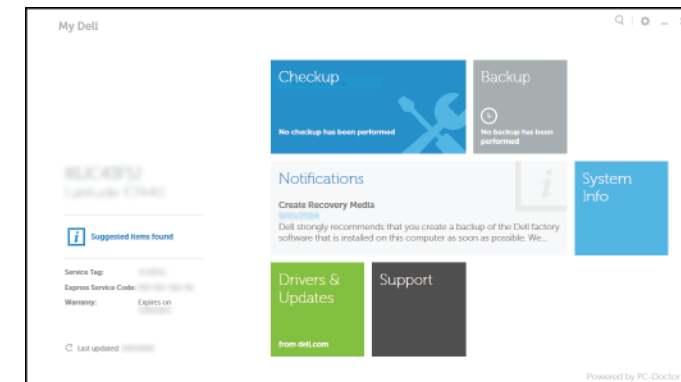 My Dell
Checkup
No checkup has been performed
Backup
No backup has been
performed
Notifications
Create Recovery Media
Dell strongly recommends that you create a backup of the Dell factory
software that is installed on this computer as soon as possible. We...
System
Info
Suggested items found
Service Tag:
Express Service Code:
Warranty: Expires on
Last updated:
Drivers &
Updates
from dell.com
Support
Powered by PC-Doctor